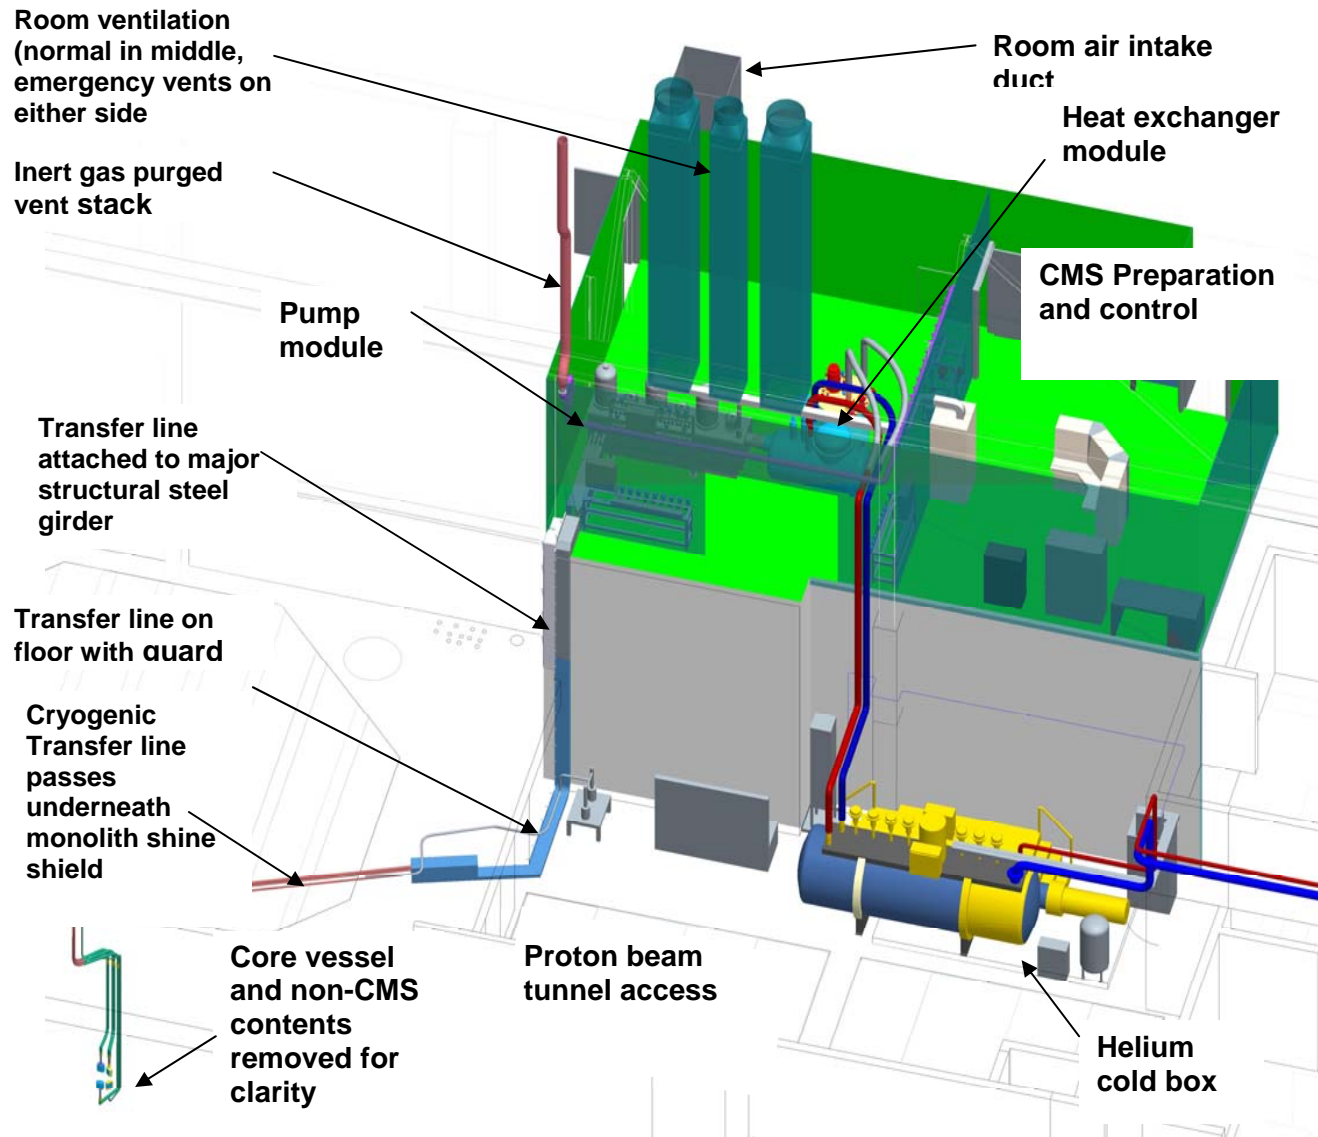 Room ventilation
(normal in middle,
emergency vents on
either side
Inert gas purged
vent stack
Pump
module
Transfer line
attached to major
structural steel
girder
Transfer line on
floor with guard
Cryogenic
Transfer line
passes
underneath
monolith shine
shield
Core vessel
and non-CMS
contents
removed for
clarity
Proton beam
tunnel access
Room air intake
duct
Heat exchanger
module
CMS Preparation
and control
Helium
cold box